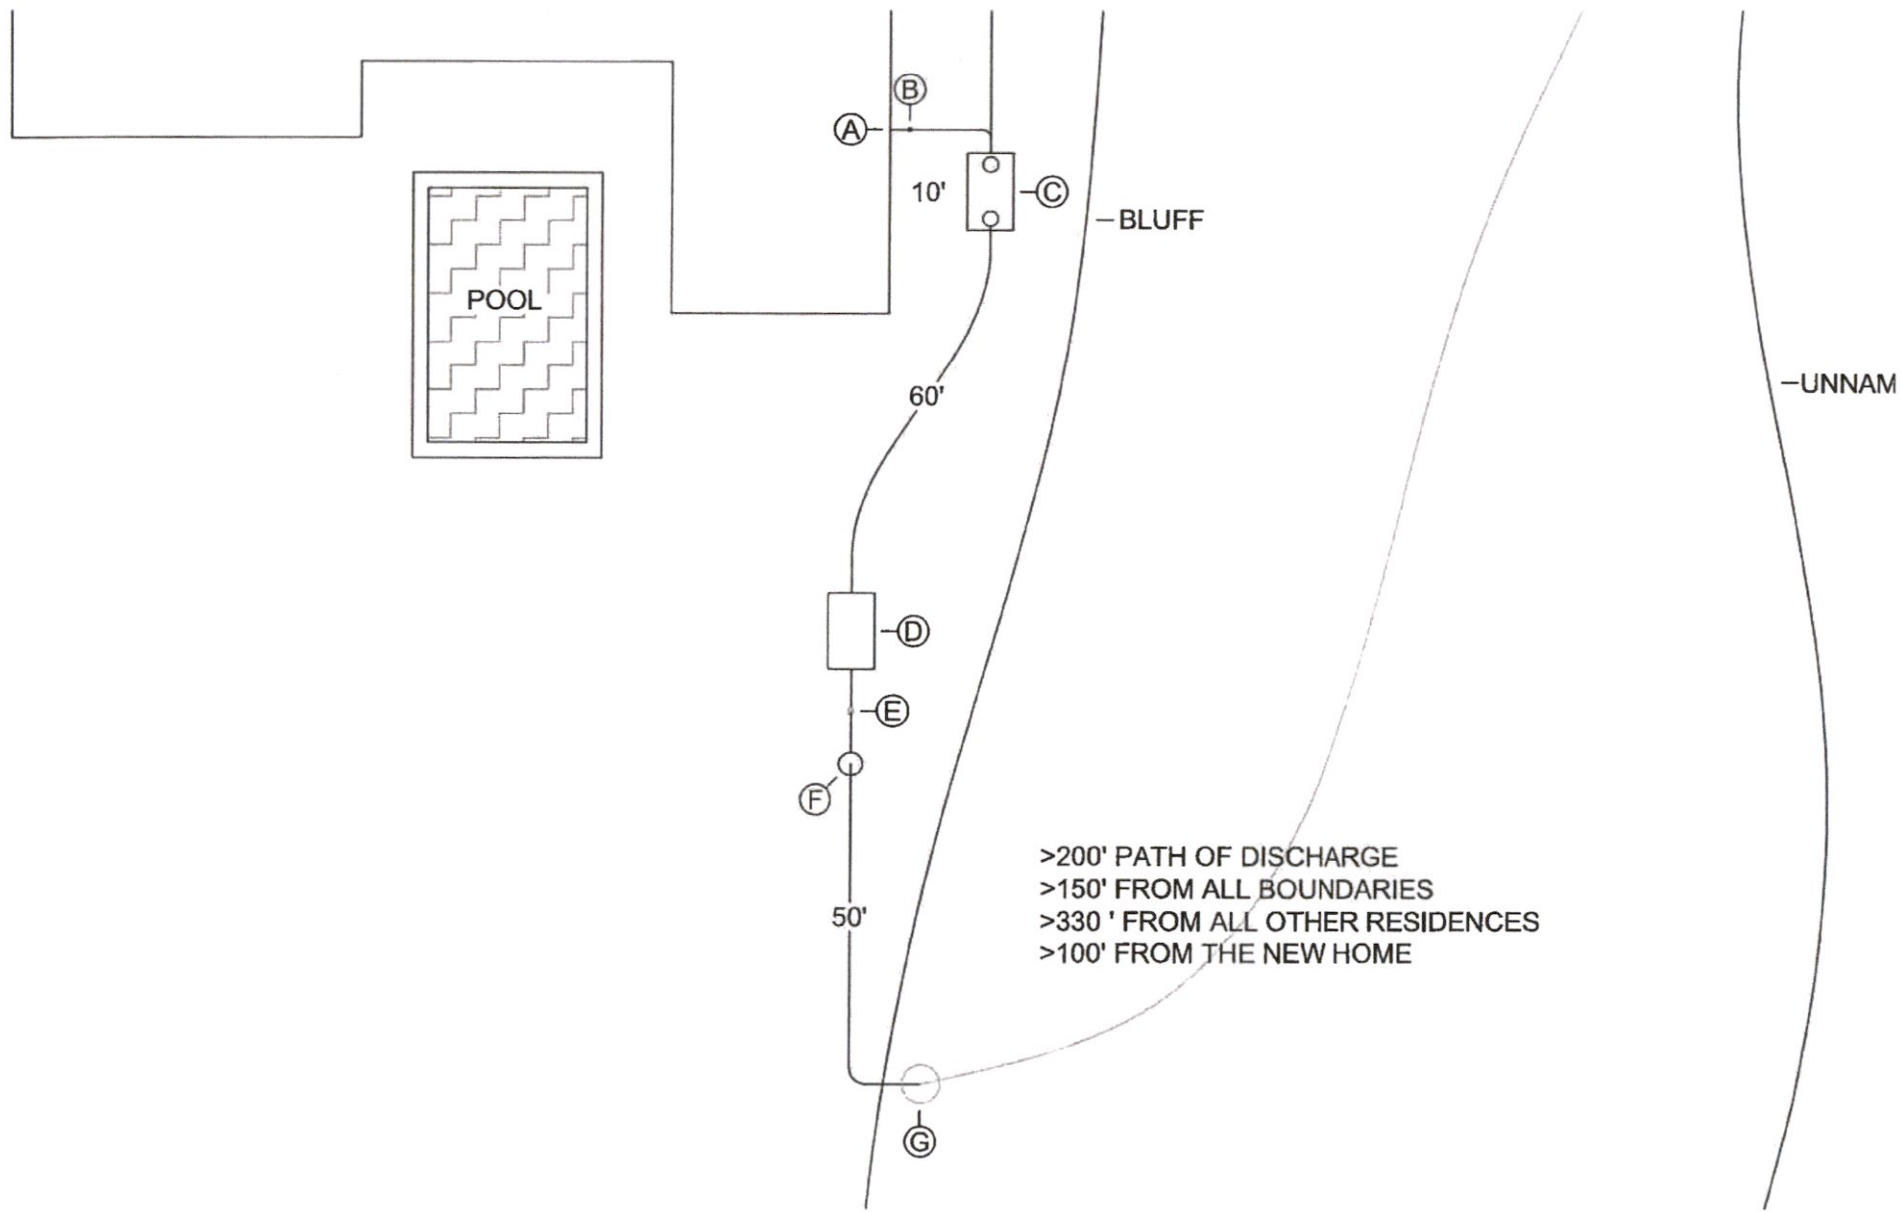 B
A
10'
C
BLUFF
POOL
UNNAM
60'
D
E
F
>200' PATH OF DISCHARGE
>150' FROM ALL BOUNDARIES
>330 ' FROM ALL OTHER RESIDENCES
>100' FROM THE NEW HOME
50'
G